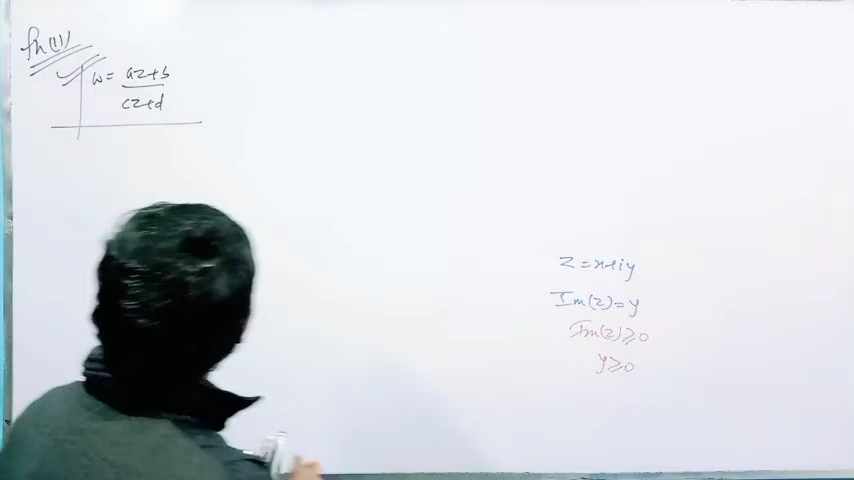 w = az+b
cz+d
z = x+iy
Im(z) = y
Im(z) ≥ 0
y ≥ 0